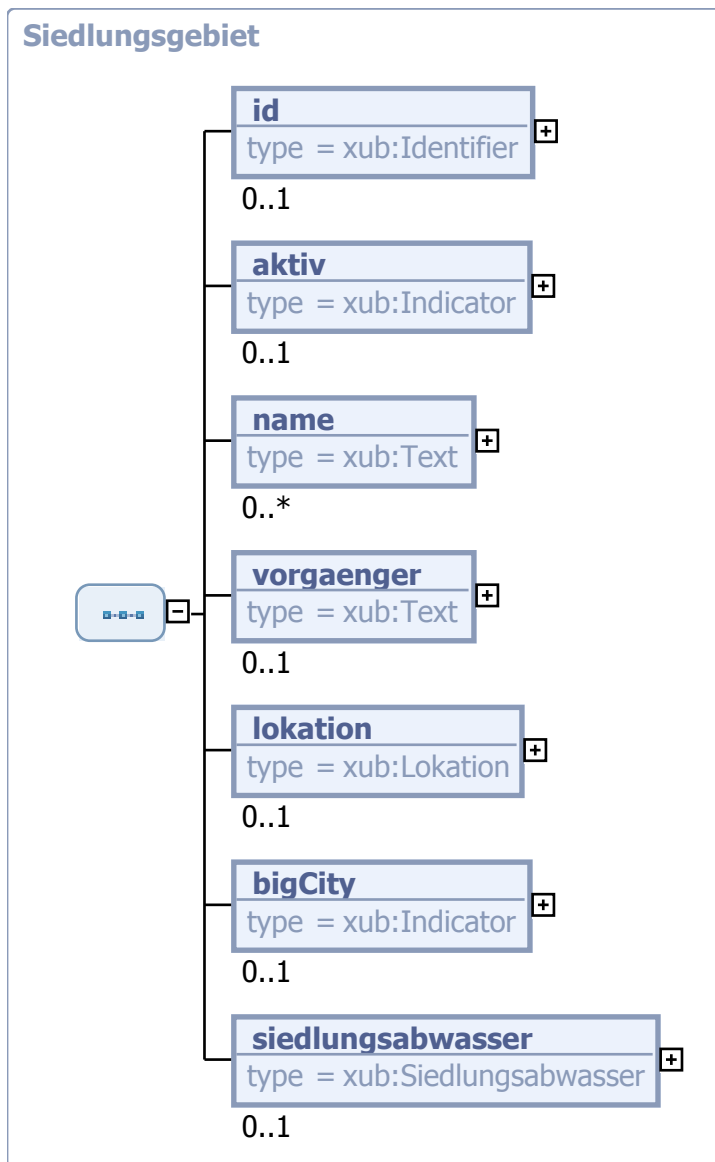 Siedlungsgebiet
id
type = xub:Identifier
0..1
aktiv
type = xub:Indicator
0..1
name
type = xub:Text
0..*
vorgaenger
type = xub:Text
0..1
lokation
type = xub:Lokation
0..1
bigCity
type = xub:Indicator
0..1
siedlungsabwasser
type = xub:Siedlungsabwasser
0..1